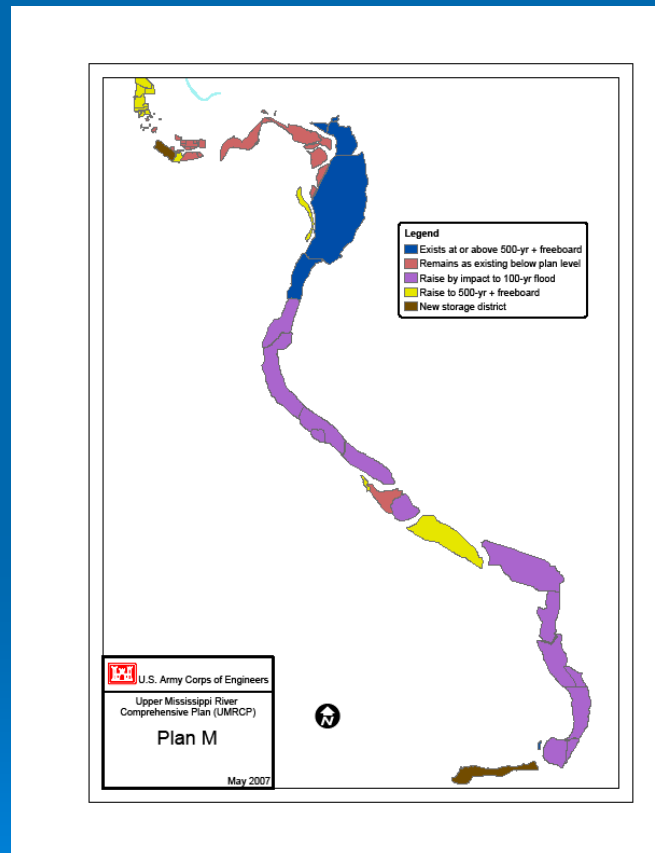 Legend
Exists at or above 500-yr + freeboard
Remains as existing below plan level
Raise by impact to 100-yr flood
Raise to 500-yr + freeboard
New storage district
U.S. Army Corps of Engineers
Upper Mississippi River
Comprehensive Plan (UMRCP)
Plan M
May 2007
N